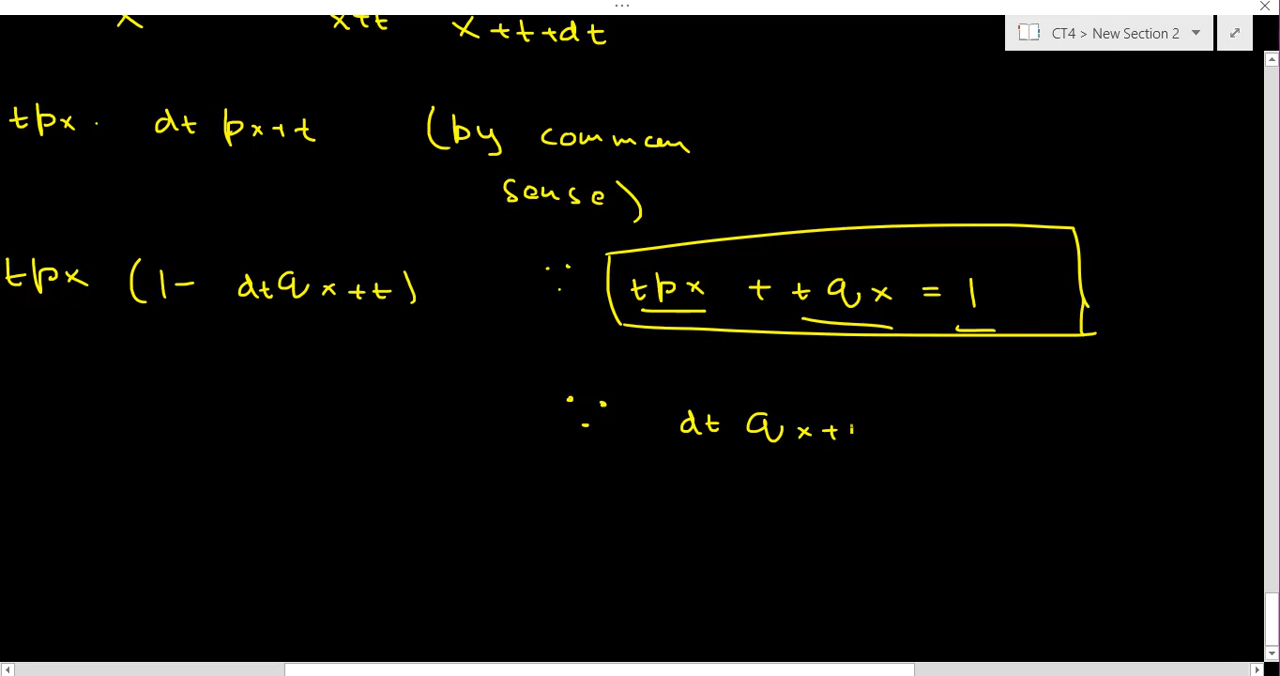 CT4 > New Section 2
x x+t x+t+dt
tpx . dt px+t (by common
sense)
tpx (1- dtqx+t) ∵ tpx + tqx = 1
∵ dt qx+